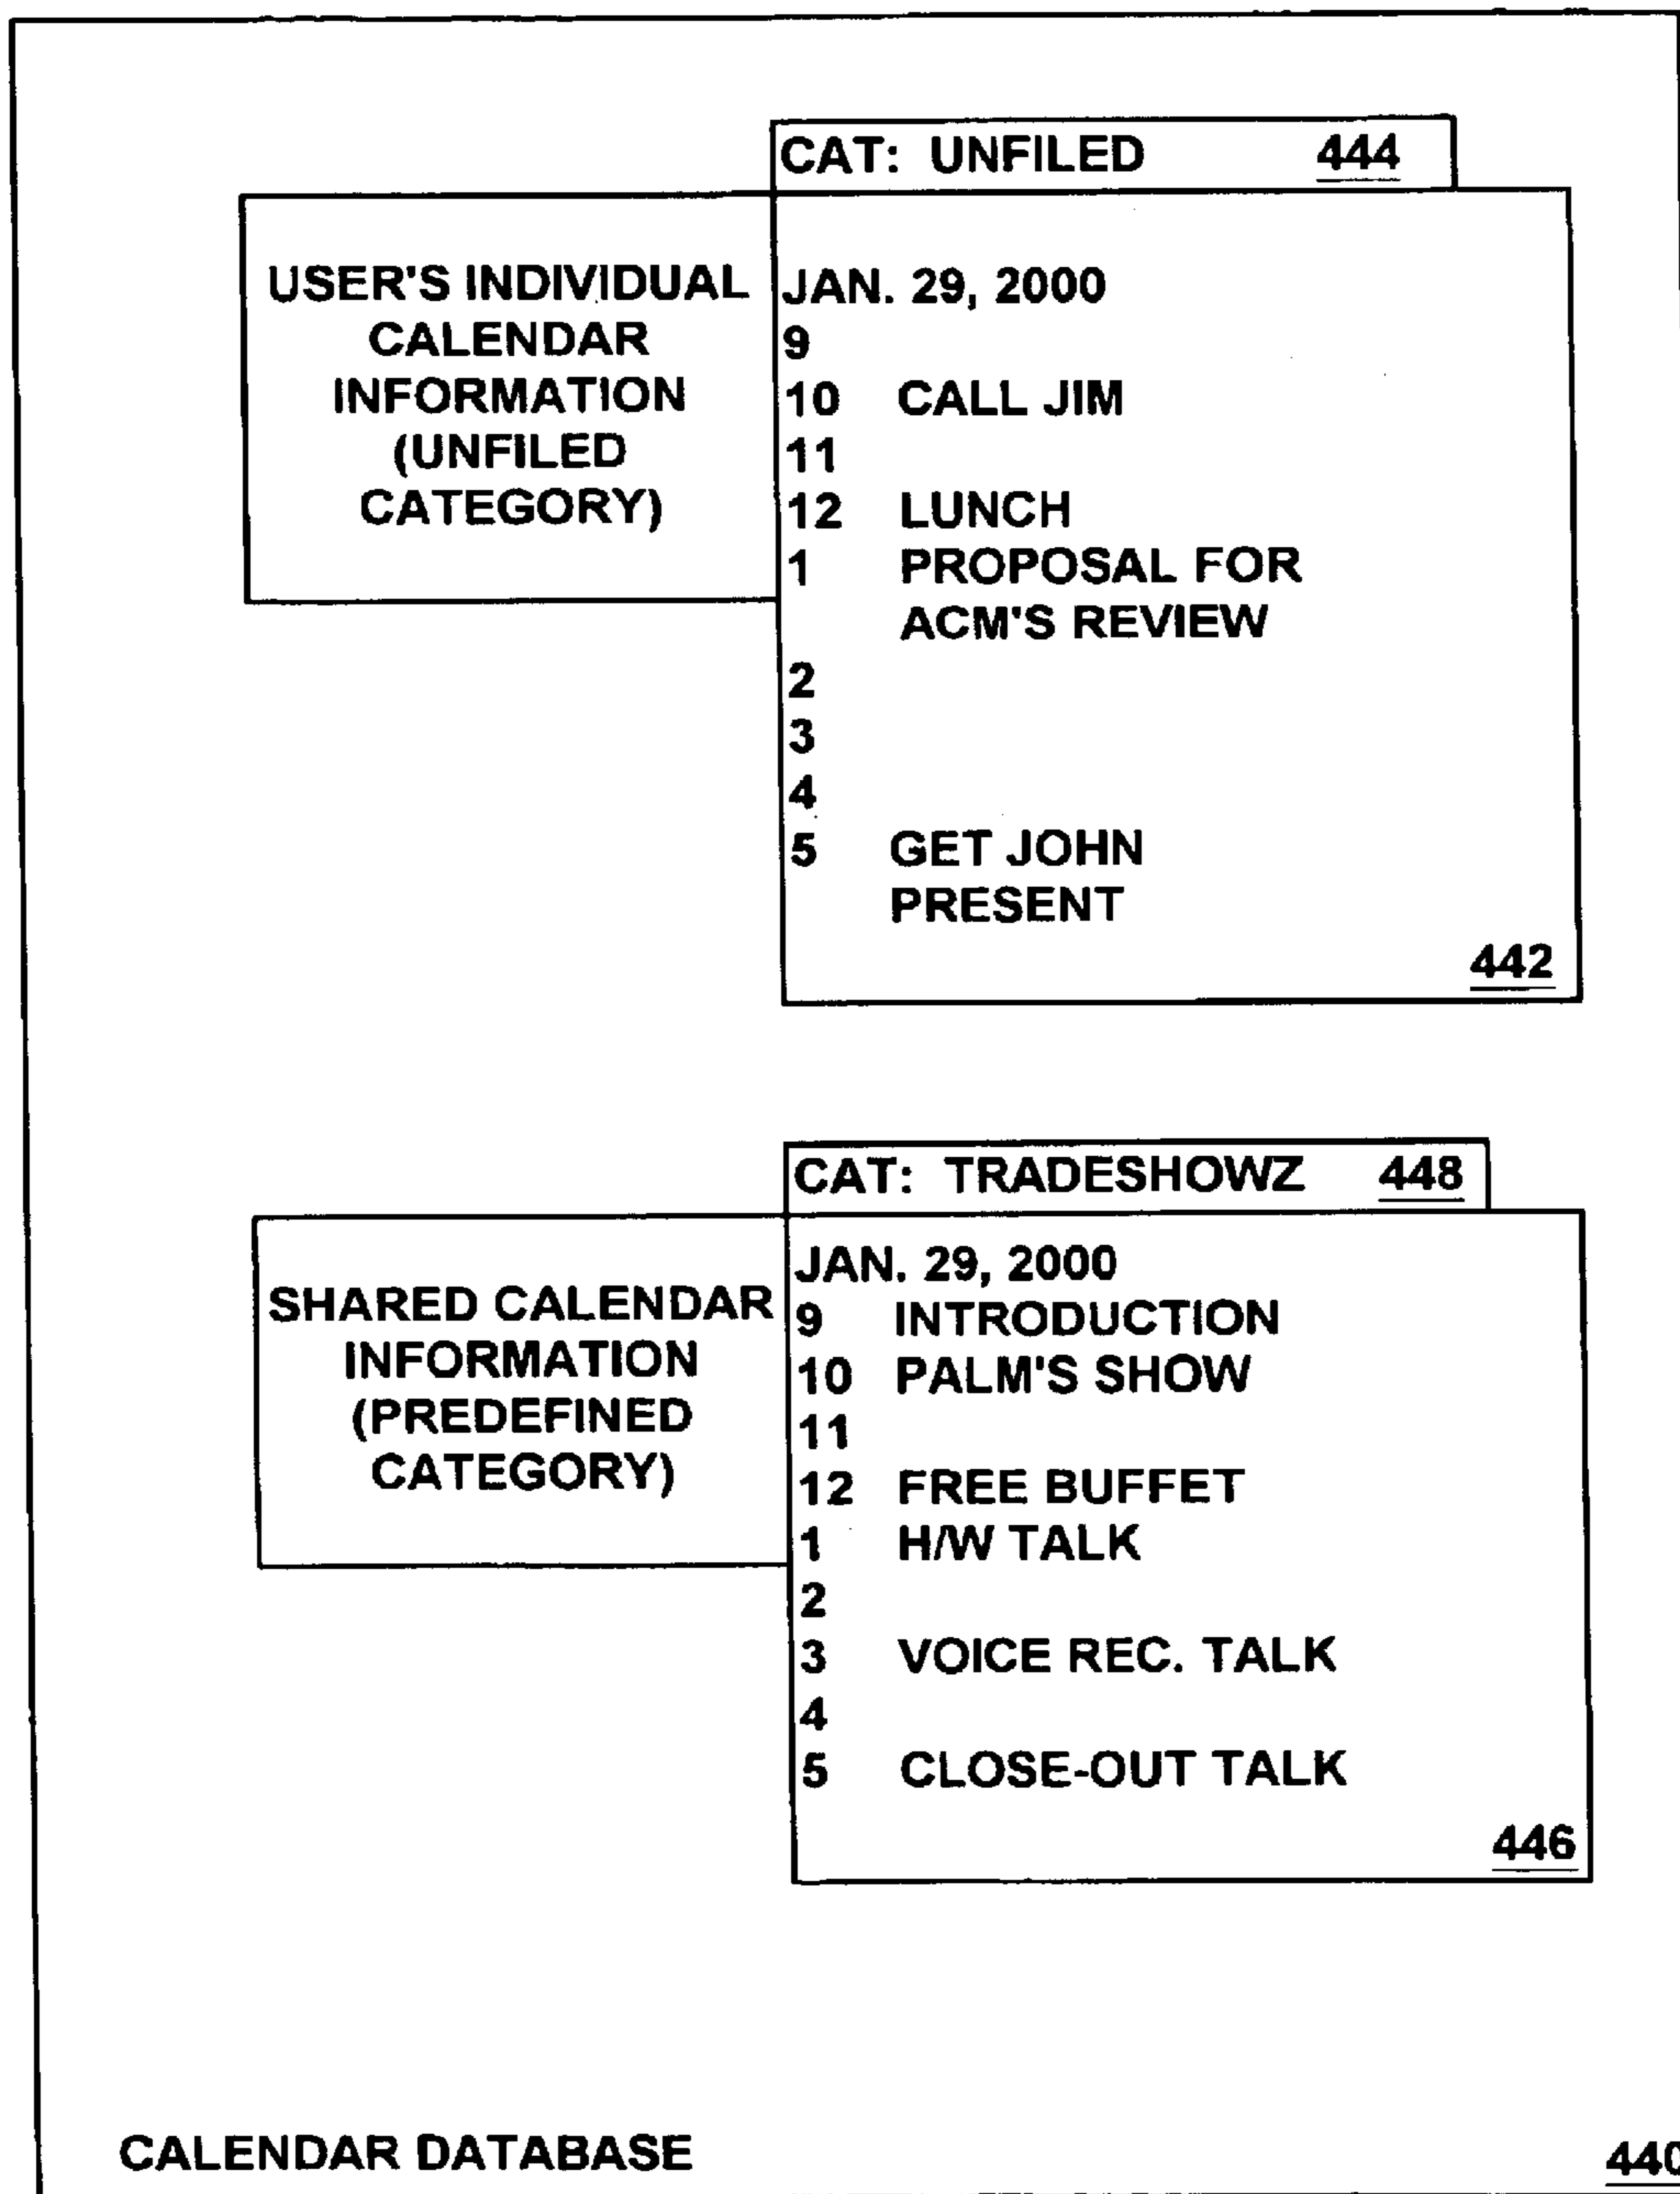 CAT: UNFILED 444
USER'S INDIVIDUAL
CALENDAR
INFORMATION
(UNFILED
CATEGORY)
JAN. 29, 2000
9
10 CALL JIM
11
12 LUNCH
1 PROPOSAL FOR
ACM'S REVIEW
2
3
4
5 GET JOHN
PRESENT
442
CAT: TRADESHOWZ 448
SHARED CALENDAR
INFORMATION
(PREDEFINED
CATEGORY)
JAN. 29, 2000
9 INTRODUCTION
10 PALM'S SHOW
11
12 FREE BUFFET
1 H/W TALK
2
3 VOICE REC. TALK
4
5 CLOSE-OUT TALK
446
CALENDAR DATABASE 440